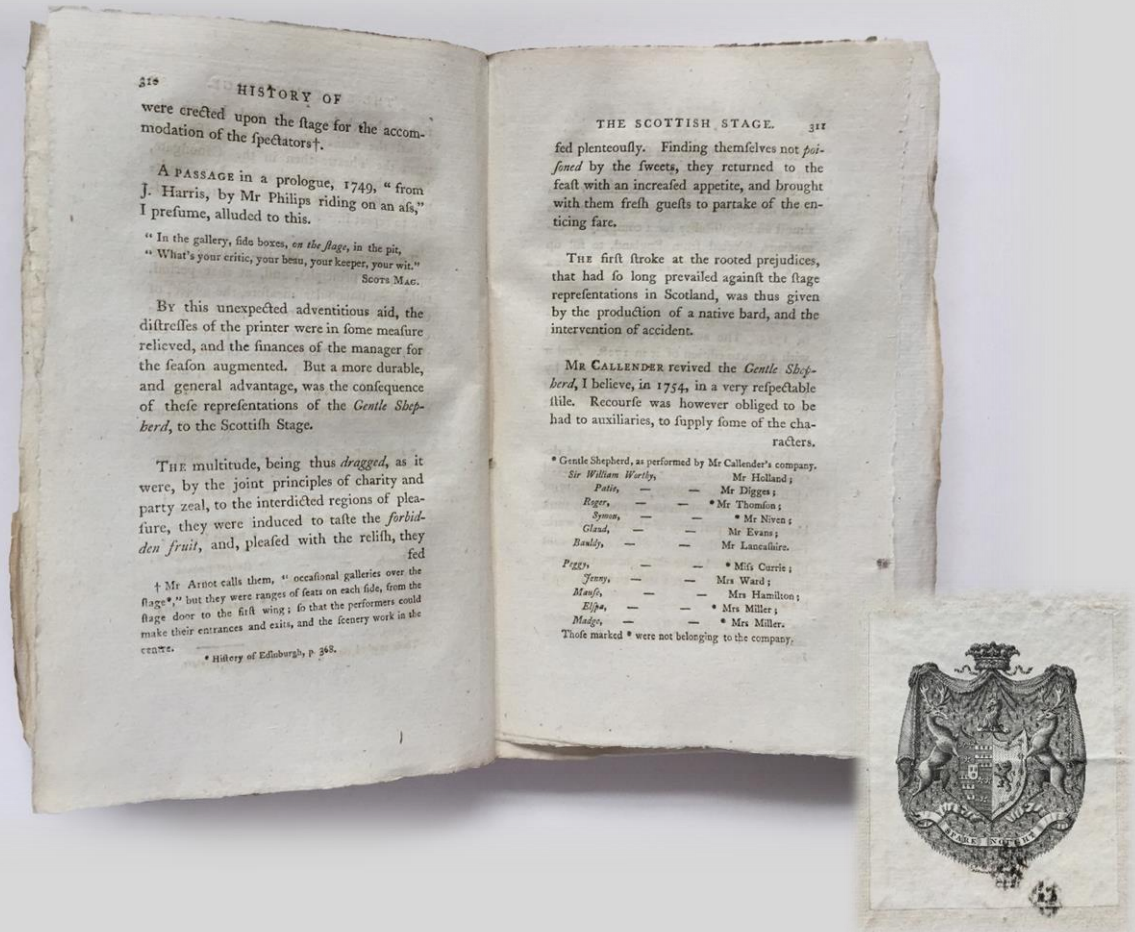 310
HISTORY OF
were erected upon the ſtage for the accom-
modation of the ſpectators†.
A PASSAGE in a prologue, 1749, “ from
J. Harris, by Mr Philips riding on an aſs,”
I preſume, alluded to this.
“ In the gallery, ſide boxes, on the ſtage, in the pit,
“ What's your critic, your beau, your keeper, your wit.”
SCOTS MAG.
BY this unexpected adventitious aid, the
diſtreſſes of the printer were in ſome meaſure
relieved, and the finances of the manager for
the ſeaſon augmented. But a more durable,
and general advantage, was the conſequence
of theſe repreſentations of the Gentle Shep-
herd, to the Scottiſh Stage.
THE multitude, being thus dragged, as it
were, by the joint principles of charity and
party zeal, to the interdicted regions of plea-
ſure, they were induced to taſte the forbid-
den fruit, and, pleaſed with the reliſh, they
fed
† Mr Arnot calls them, “ occaſional galleries over the
ſtage*,” but they were ranges of ſeats on each ſide, from the
ſtage door to the firſt wing; ſo that the performers could
make their entrances and exits, and the ſcenery work in the
centre.
* Hiſtory of Edinburgh, p. 368.
THE SCOTTISH STAGE. 311
fed plenteouſly. Finding themſelves not poi-
ſoned by the ſweets, they returned to the
feaſt with an increaſed appetite, and brought
with them freſh gueſts to partake of the en-
ticing fare.
THE firſt ſtroke at the rooted prejudices,
that had ſo long prevailed againſt the ſtage
repreſentations in Scotland, was thus given
by the production of a native bard, and the
intervention of accident.
MR CALLENDER revived the Gentle Shep-
herd, I believe, in 1754, in a very reſpectable
ſtile. Recourſe was however obliged to be
had to auxiliaries, to ſupply ſome of the cha-
racters.
* Gentle Shepherd, as performed by Mr Callender's company.
Sir William Worthy, Mr Holland;
Patie, — — Mr Digges;
Roger, — — * Mr Thomſon;
Symon, — — * Mr Niven;
Glaud, — — Mr Evans;
Bauldy, — — Mr Lancaſhire.
Peggy, — — * Miſs Currie;
Jenny, — — Mrs Ward;
Mauſe, — — Mrs Hamilton;
Elſpa, — — * Mrs Miller;
Madge, — — * Mrs Miller.
Thoſe marked * were not belonging to the company.
SPARE NOUGHT